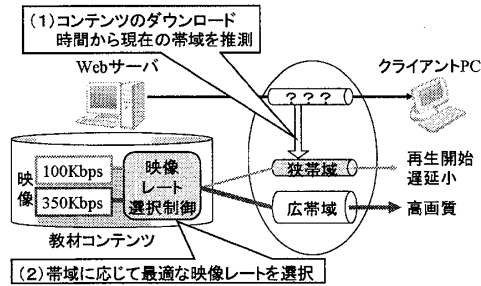 (1)コンテンツのダウンロード
時間から現在の帯域を推測
Webサーバ
クライアントPC
???
映像
100Kbps
350Kbps
映像
レート
選択制御
狭帯域
広帯域
再生開始
遅延小
高画質
教材コンテンツ
(2)帯域に応じて最適な映像レートを選択